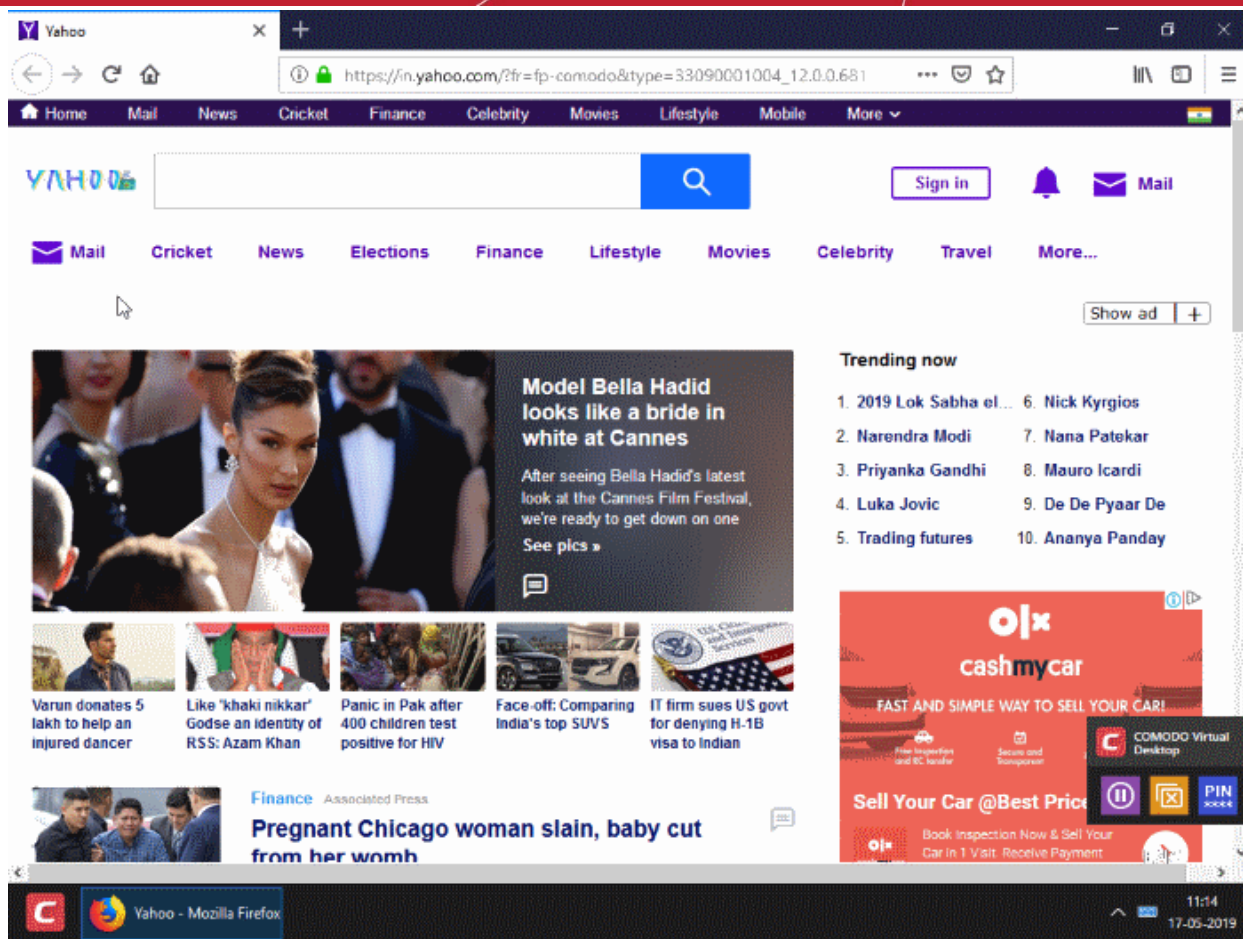 Yahoo
https://in.yahoo.com/?fr=fp-comodo&type=33090001004_12.0.0.681
Home Mail News Cricket Finance Celebrity Movies Lifestyle Mobile More
YAHOO
Sign in
Mail
Mail Cricket News Elections Finance Lifestyle Movies Celebrity Travel More...
Show ad +
Model Bella Hadid
looks like a bride in
white at Cannes
After seeing Bella Hadid's latest
look at the Cannes Film Festival,
we're ready to get down on one
See pics »
Trending now
1. 2019 Lok Sabha el...
2. Narendra Modi
3. Priyanka Gandhi
4. Luka Jovic
5. Trading futures
6. Nick Kyrgios
7. Nana Patekar
8. Mauro Icardi
9. De De Pyaar De
10. Ananya Panday
Varun donates 5
lakh to help an
injured dancer
Like 'khaki nikkar'
Godse an identity of
RSS: Azam Khan
Panic in Pak after
400 children test
positive for HIV
Face-off: Comparing
India's top SUVS
IT firm sues US govt
for denying H-1B
visa to Indian
Finance Associated Press
Pregnant Chicago woman slain, baby cut
from her womb
olx
cashmycar
FAST AND SIMPLE WAY TO SELL YOUR CAR!
Free Inspection
and RC transfer
Secure and
Transparent
Sell Your Car @Best Price
olx
Book Inspection Now & Sell Your
Car in 1 Visit. Receive Payment
COMODO Virtual
Desktop
PIN
××××
C
Yahoo - Mozilla Firefox
11:14
17-05-2019